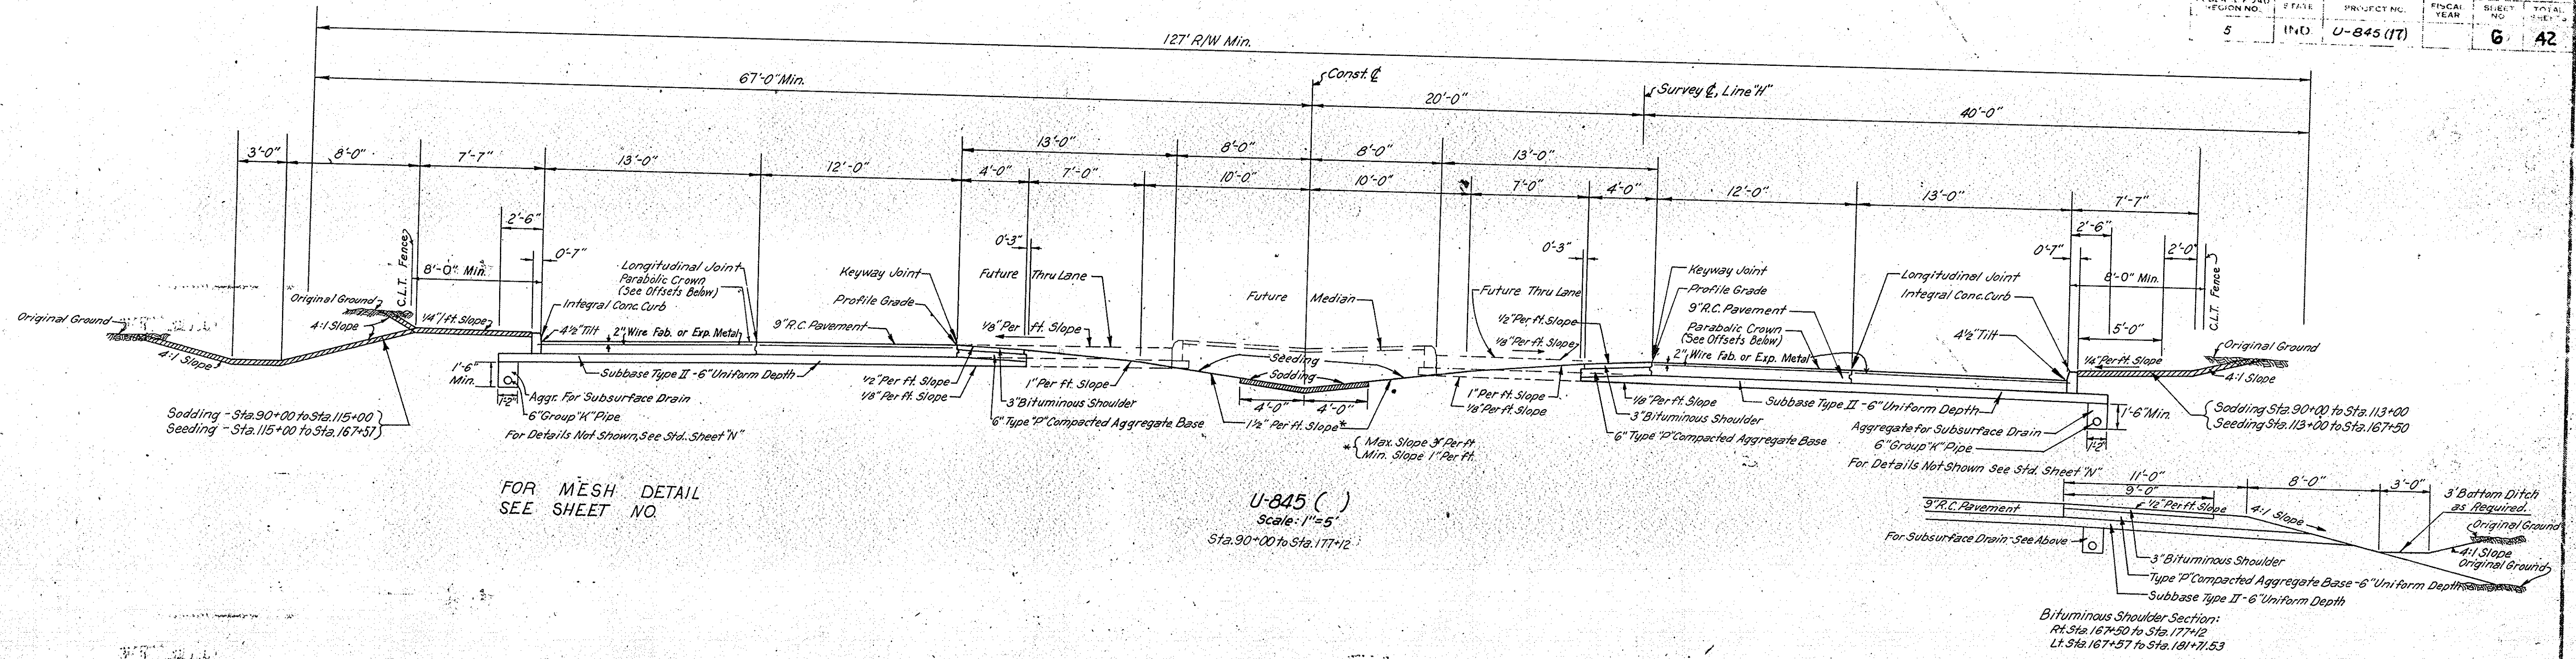 REGION NO.
STATE
PROJECT NO.
FISCAL YEAR
SHEET NO.
TOTAL SHEETS
5
IND.
U-845 (17)
6
42
127' R/W Min.
67'-0" Min.
Const. ℄
20'-0"
Survey ℄, Line "H"
40'-0"
3'-0"
8'-0"
7'-7"
13'-0"
12'-0"
13'-0"
8'-0"
8'-0"
13'-0"
4'-0"
7'-0"
10'-0"
10'-0"
7'-0"
4'-0"
12'-0"
13'-0"
7'-7"
2'-6"
0'-7"
0'-3"
0'-3"
2'-6"
0'-7"
2'-0"
C.L.T. Fence
8'-0" Min.
8'-0" Min.
C.L.T. Fence
Original Ground
Original Ground
4:1 Slope
4:1 Slope
1/4"/ft. Slope
Integral Conc. Curb
4½" Tilt
Longitudinal Joint
Parabolic Crown
(See Offsets Below)
2" Wire Fab. or Exp. Metal
9" R.C. Pavement
Keyway Joint
Profile Grade
Future Thru Lane
1/8" Per ft. Slope
Future Median
Future Thru Lane
1/2" Per ft. Slope
1/8" Per ft. Slope
Keyway Joint
Profile Grade
9" R.C. Pavement
Parabolic Crown
(See Offsets Below)
2" Wire Fab. or Exp. Metal
Longitudinal Joint
Integral Conc. Curb
4½" Tilt
5'-0"
1/4" Per ft. Slope
Original Ground
4:1 Slope
1'-6" Min.
1'-2"
Subbase Type II - 6" Uniform Depth
Aggr. For Subsurface Drain
6" Group "K" Pipe
For Details Not Shown, See Std. Sheet "N"
Sodding - Sta. 90+00 to Sta. 115+00
Seeding - Sta. 115+00 to Sta. 167+57
1/2" Per ft. Slope
1/8" Per ft. Slope
1" Per ft. Slope
3" Bituminous Shoulder
6" Type "P" Compacted Aggregate Base
Seeding
Sodding
4'-0"
4'-0"
1½" Per ft. Slope*
* Max. Slope 3" Per ft.
Min. Slope 1" Per ft.
1" Per ft. Slope
1/8" Per ft. Slope
1/8" Per ft. Slope
3" Bituminous Shoulder
6" Type "P" Compacted Aggregate Base
Subbase Type II - 6" Uniform Depth
Aggregate for Subsurface Drain
6" Group "K" Pipe
For Details Not Shown See Std. Sheet "N"
1'-6" Min.
1'-2"
Sodding Sta. 90+00 to Sta. 113+00
Seeding Sta. 113+00 to Sta. 167+50
FOR MESH DETAIL
SEE SHEET NO.
U-845 ( )
Scale: 1"=5'
Sta. 90+00 to Sta. 177+12
11'-0"
9'-0"
8'-0"
3'-0"
9" R.C. Pavement
1/2" Per ft. Slope
4:1 Slope
3' Bottom Ditch
as Required.
Original Ground
4:1 Slope
Original Ground
For Subsurface Drain - See Above
3" Bituminous Shoulder
Type "P" Compacted Aggregate Base - 6" Uniform Depth
Subbase Type II - 6" Uniform Depth
Bituminous Shoulder Section:
Rt. Sta. 167+50 to Sta. 177+12
Lt. Sta. 167+57 to Sta. 181+71.53